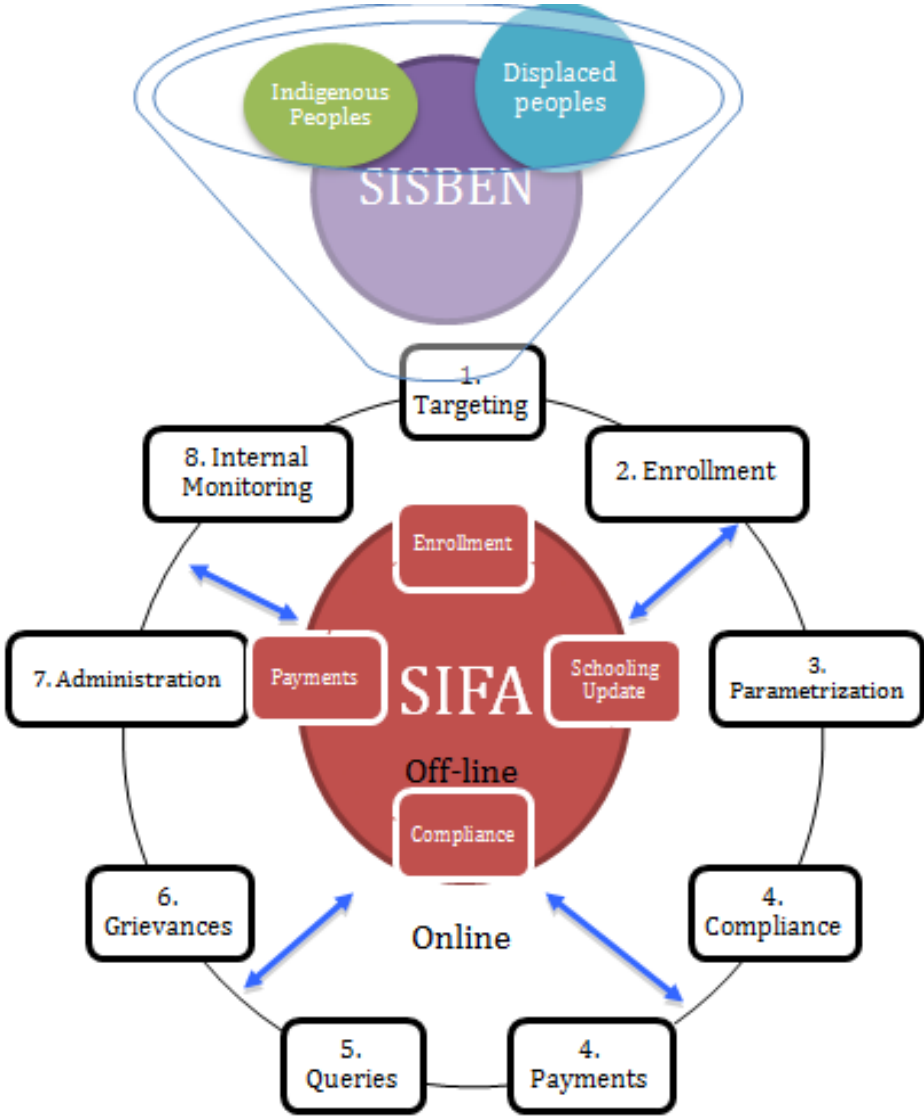 Indigenous
Peoples
Displaced
peoples
SISBEN
1.
Targeting
8. Internal
Monitoring
2. Enrollment
Enrollment
7. Administration
Payments
SIFA
Schooling
Update
3.
Parametrization
Off-line
Compliance
6.
Grievances
Online
4.
Compliance
5.
Queries
4.
Payments